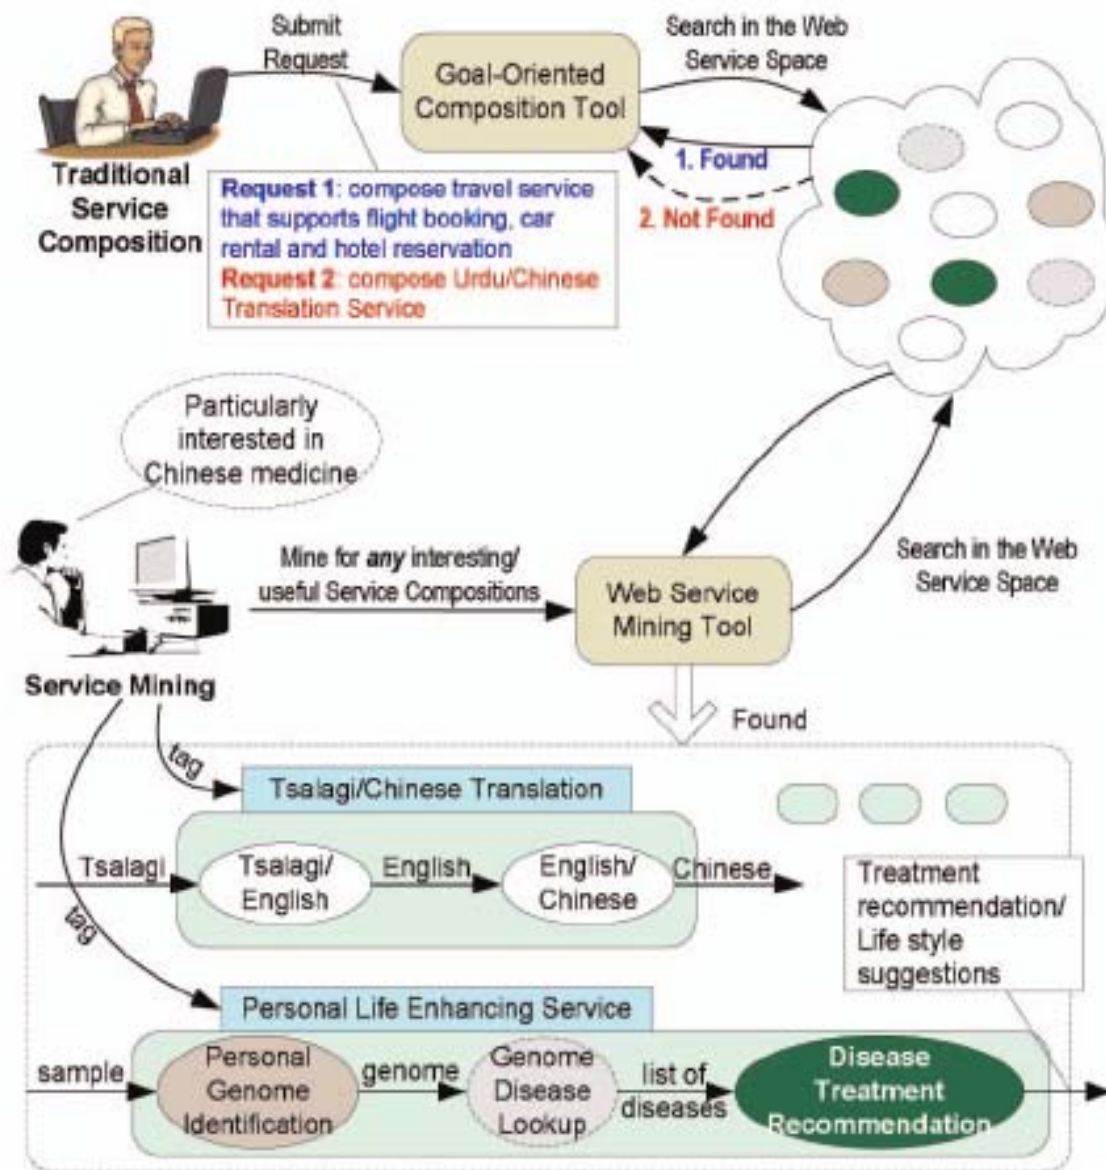 Submit
Request
Goal-Oriented
Composition Tool
Search in the Web
Service Space
Traditional
Service
Composition
1. Found
2. Not Found
Request 1: compose travel service
that supports flight booking, car
rental and hotel reservation
Request 2: compose Urdu/Chinese
Translation Service
Particularly
interested in
Chinese medicine
Mine for any interesting/
useful Service Compositions
Web Service
Mining Tool
Search in the Web
Service Space
Service Mining
Found
tag
Tsalagi/Chinese Translation
Tsalagi
Tsalagi/
English
English
English/
Chinese
Chinese
Treatment
recommendation/
Life style
suggestions
tag
Personal Life Enhancing Service
sample
Personal
Genome
Identification
genome
Genome
Disease
Lookup
list of
diseases
Disease
Treatment
Recommendation